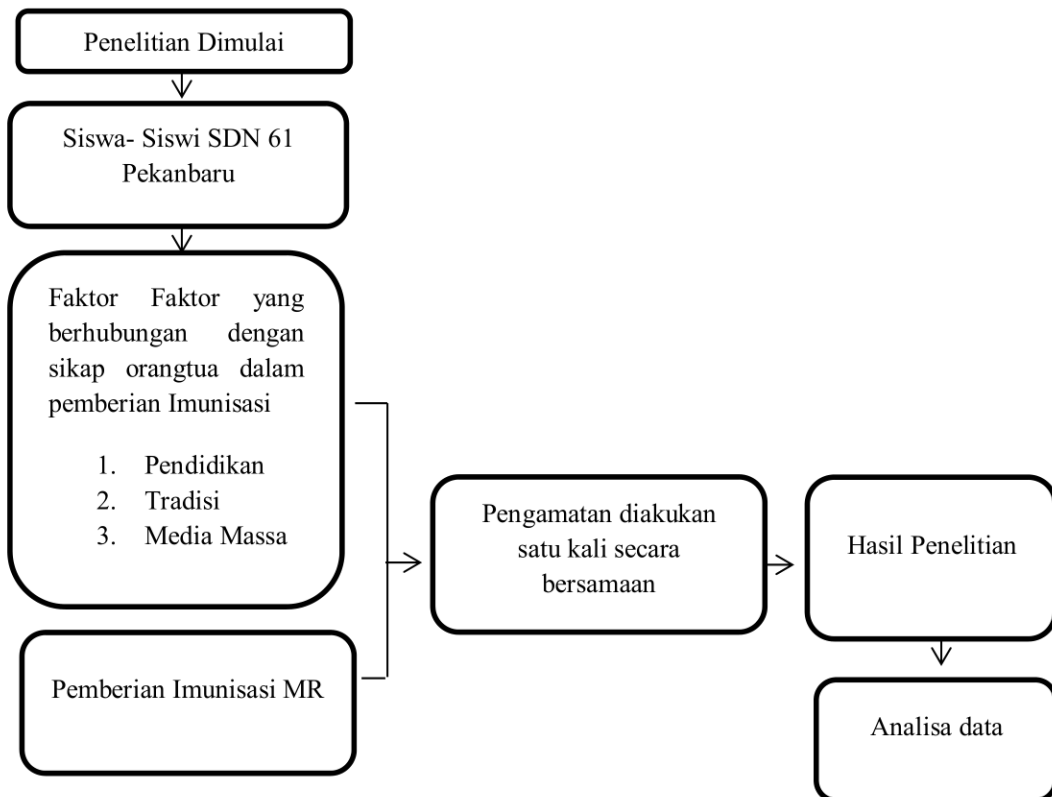 Penelitian Dimulai
Siswa- Siswi SDN 61
Pekanbaru
Faktor Faktor yang
berhubungan dengan
sikap orangtua dalam
pemberian Imunisasi
1. Pendidikan
2. Tradisi
3. Media Massa
Pemberian Imunisasi MR
Pengamatan diakukan
satu kali secara
bersamaan
Hasil Penelitian
Analisa data